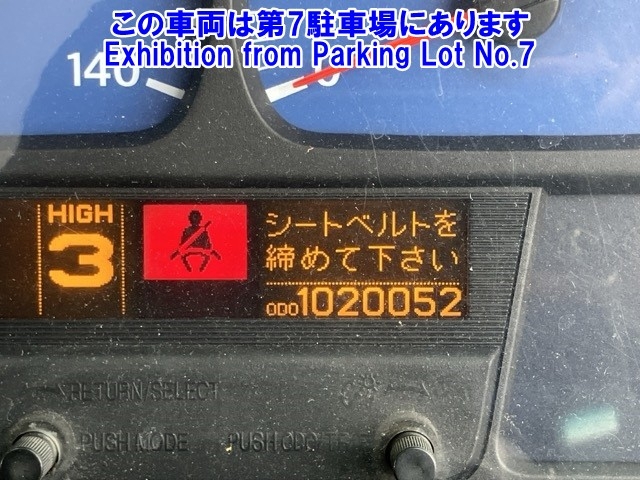 この車両は第7駐車場にあります
Exhibition from Parking Lot No.7
140
0
HIGH
3
シートベルトを
締めて下さい
ODO1020052
RETURN/SELECT
PUSH MODE
PUSH ODO/TRIP